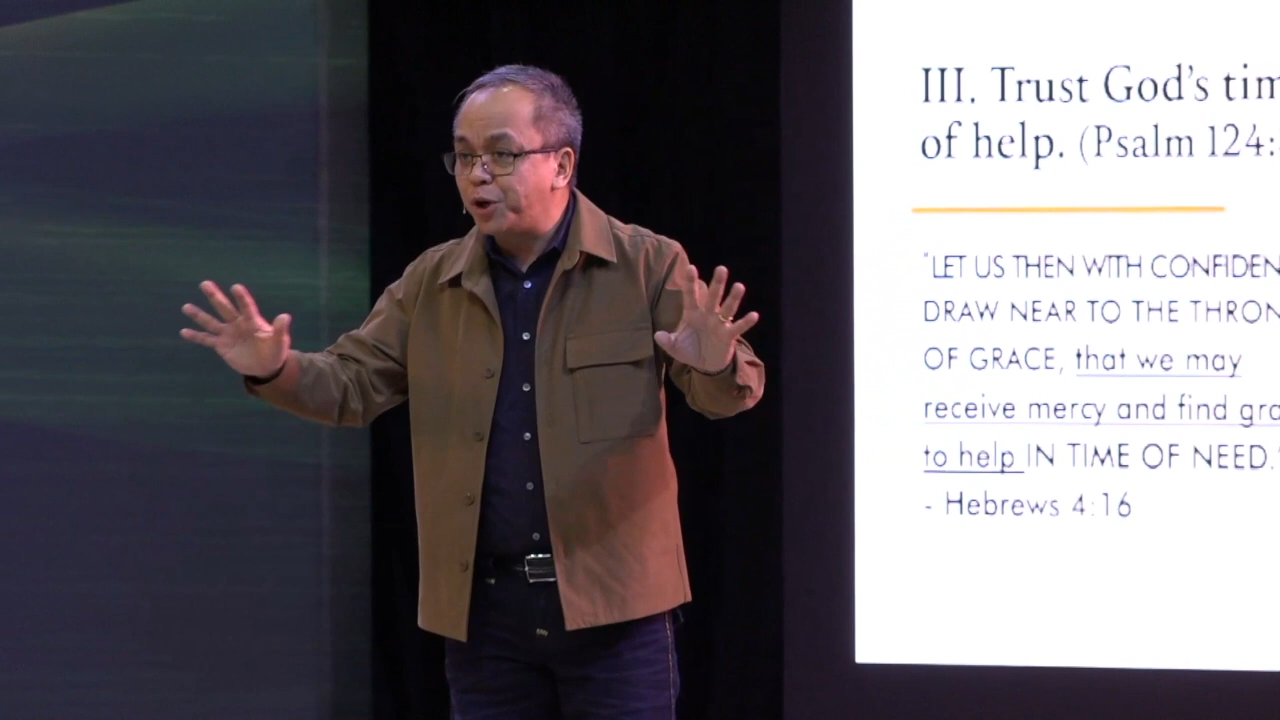 III. Trust God's tim
of help. (Psalm 124:
"LET US THEN WITH CONFIDEN
DRAW NEAR TO THE THRON
OF GRACE, that we may
receive mercy and find gra
to help IN TIME OF NEED."
- Hebrews 4:16